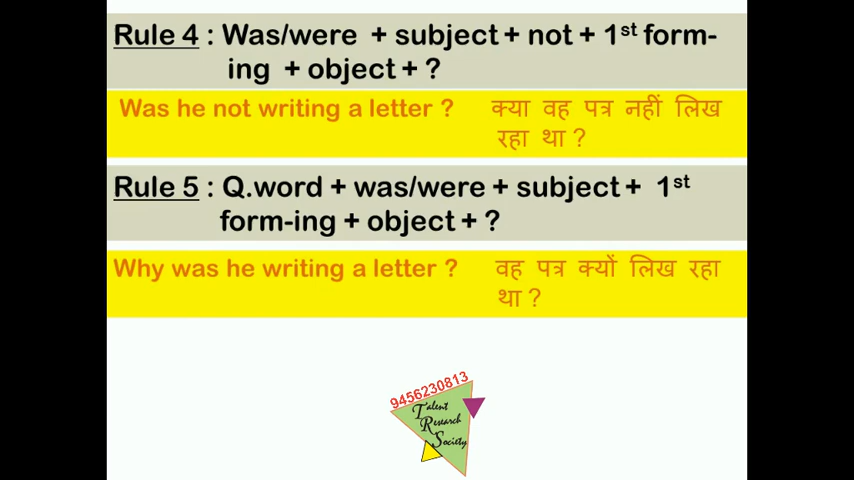 Rule 4 : Was/were + subject + not + 1st form-
ing + object + ?
Was he not writing a letter ? क्या वह पत्र नहीं लिख
रहा था ?
Rule 5 : Q.word + was/were + subject + 1st
form-ing + object + ?
Why was he writing a letter ? वह पत्र क्यों लिख रहा
था ?
9456230813
Talent
Research
Society